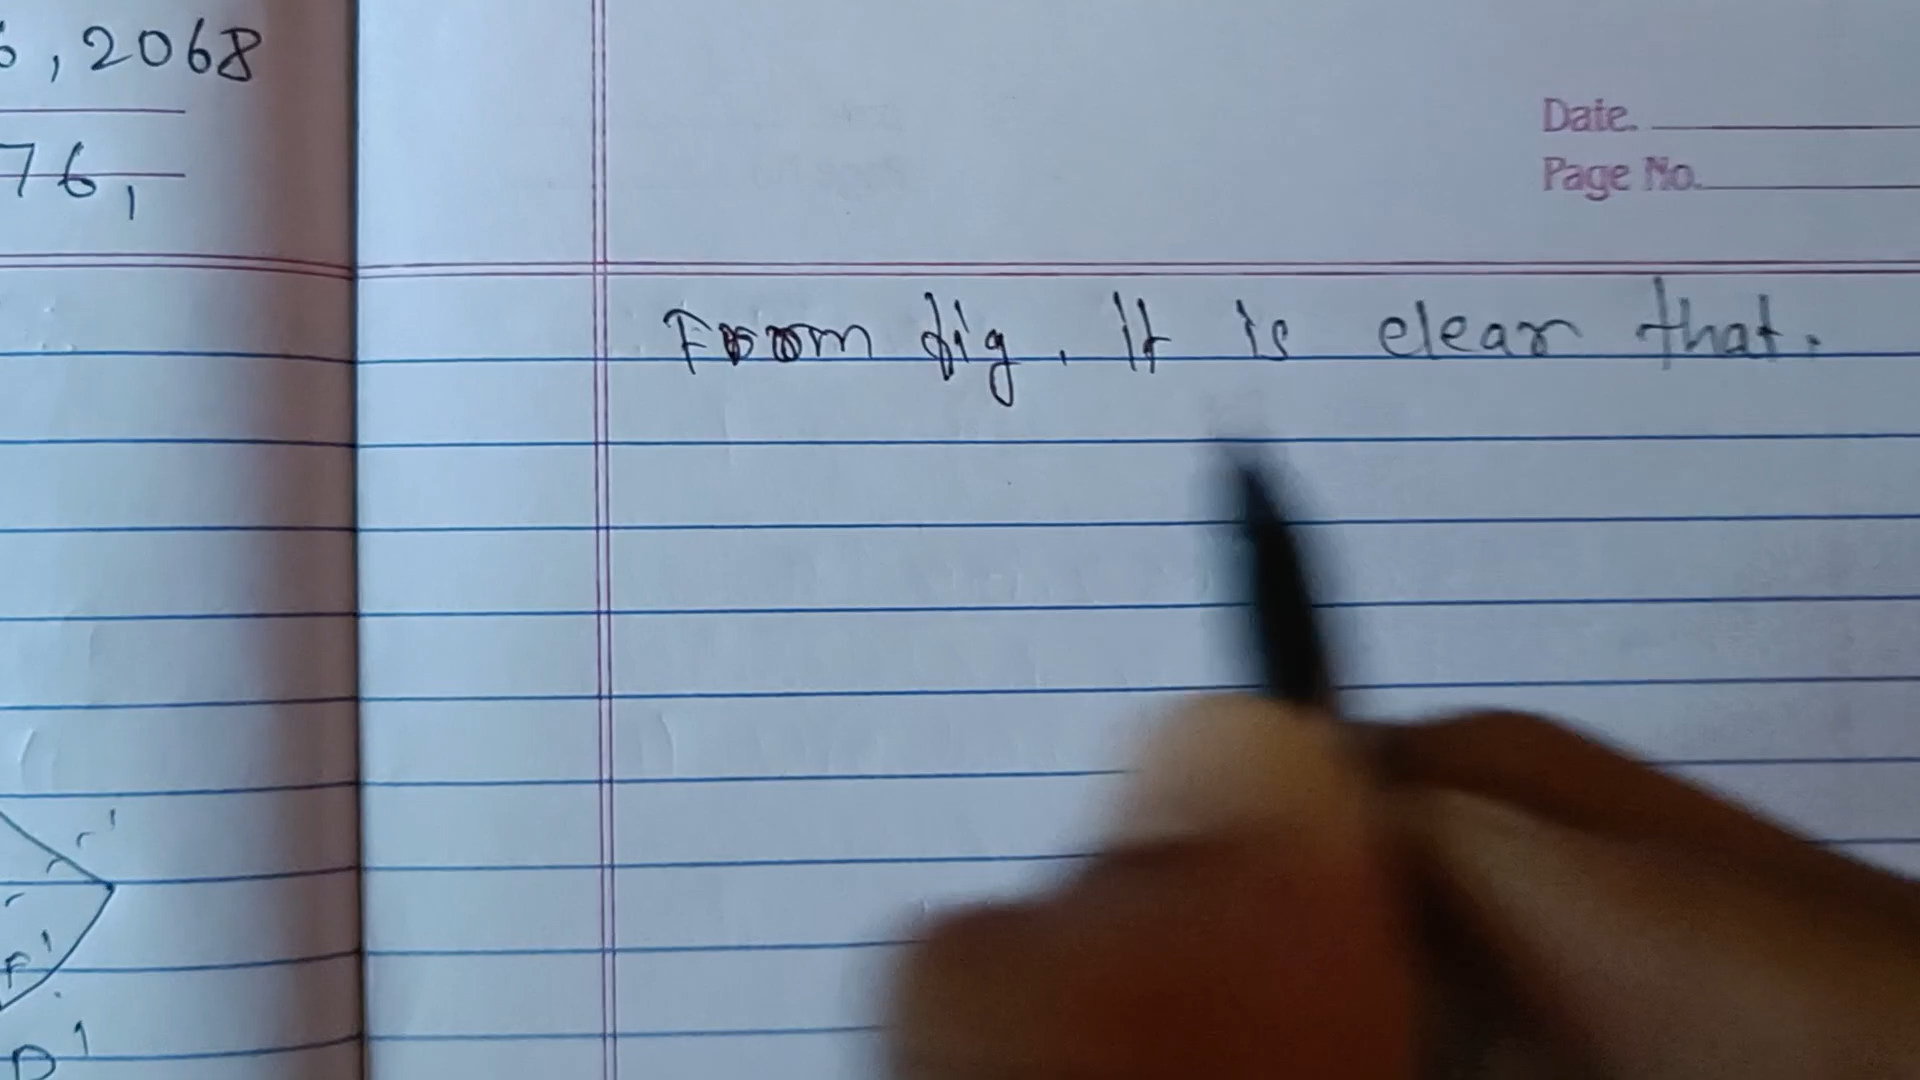 , 2068
76,
Date.
Page No.
From fig. it is clear that.
r'
F'
D'